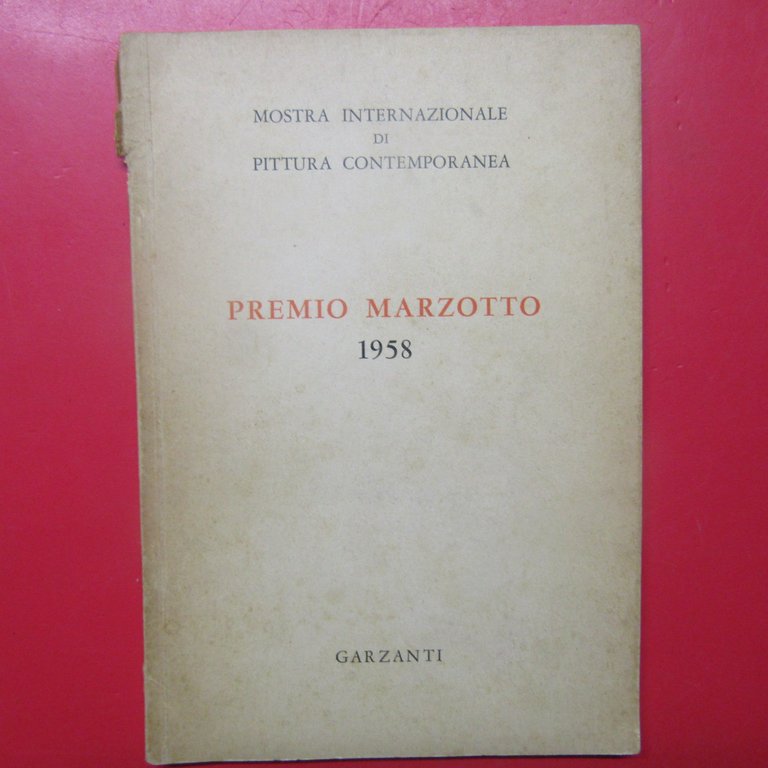 MOSTRA INTERNAZIONALE
DI
PITTURA CONTEMPORANEA
PREMIO MARZOTTO
1958
GARZANTI